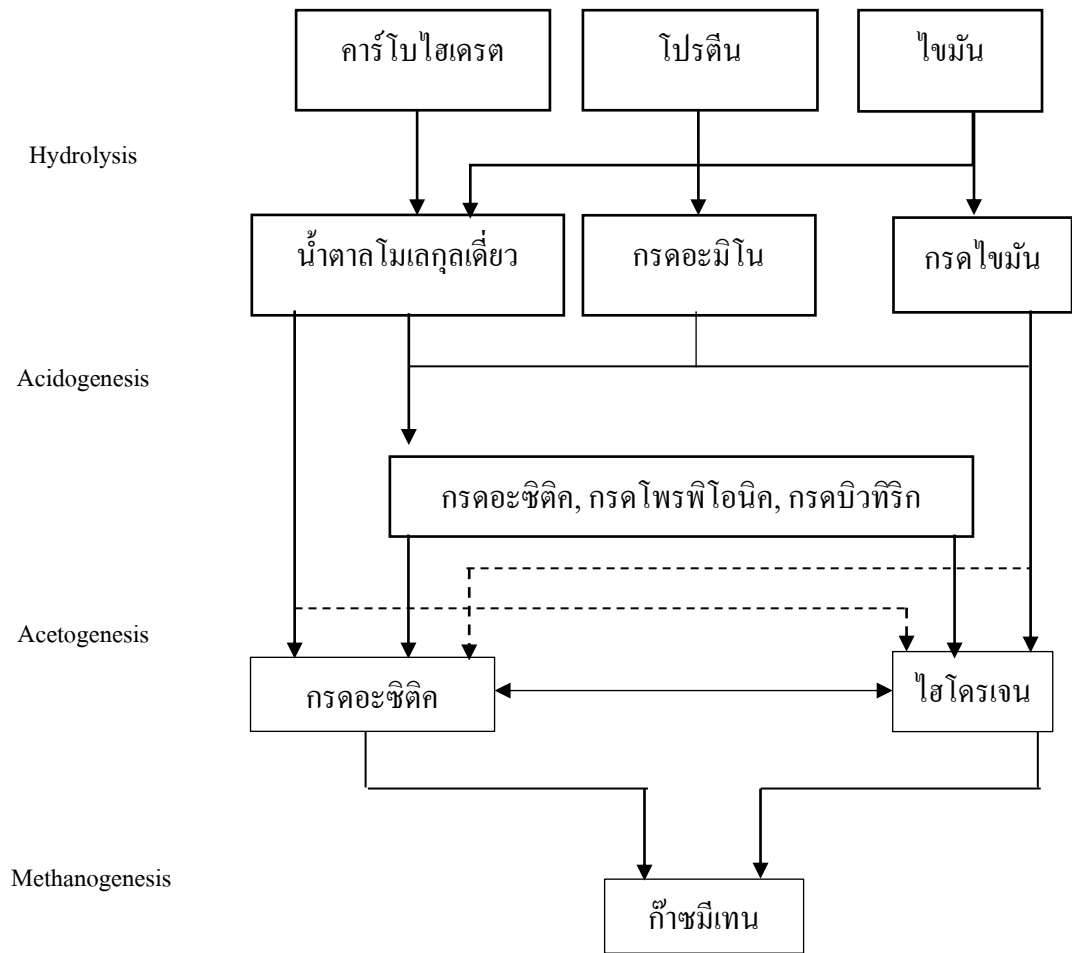 คาร์โบไฮเดรต
โปรตีน
ไขมัน
Hydrolysis
น้ำตาลโมเลกุลเดี่ยว
กรดอะมิโน
กรดไขมัน
Acidogenesis
กรดอะซิติค, กรดโพรพิโอนิค, กรดบิวทิริก
Acetogenesis
กรดอะซิติค
ไฮโดรเจน
Methanogenesis
ก๊าซมีเทน